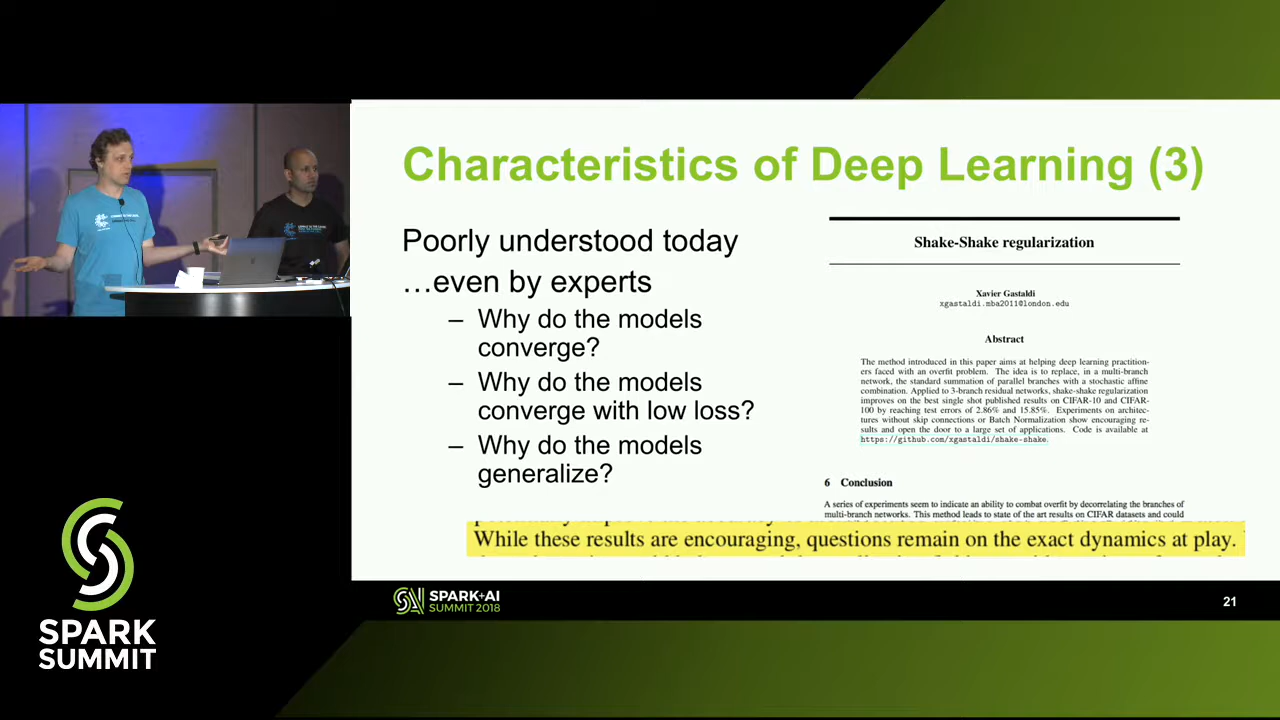 Characteristics of Deep Learning (3)
Poorly understood today
…even by experts
– Why do the models
converge?
– Why do the models
converge with low loss?
– Why do the models
generalize?
Shake-Shake regularization
Xavier Gastaldi
xgastaldi.mba2011@london.edu
Abstract
The method introduced in this paper aims at helping deep learning practition-
ers faced with an overfit problem. The idea is to replace, in a multi-branch
network, the standard summation of parallel branches with a stochastic affine
combination. Applied to 3-branch residual networks, shake-shake regularization
improves on the best single shot published results on CIFAR-10 and CIFAR-
100 by reaching test errors of 2.86% and 15.85%. Experiments on architec-
tures without skip connections or Batch Normalization show encouraging re-
sults and open the door to a large set of applications. Code is available at
https://github.com/xgastaldi/shake-shake.
6 Conclusion
A series of experiments seem to indicate an ability to combat overfit by decorrelating the branches of
multi-branch networks. This method leads to state of the art results on CIFAR datasets and could
While these results are encouraging, questions remain on the exact dynamics at play.
SPARK+AI
SUMMIT 2018
21
SPARK
SUMMIT